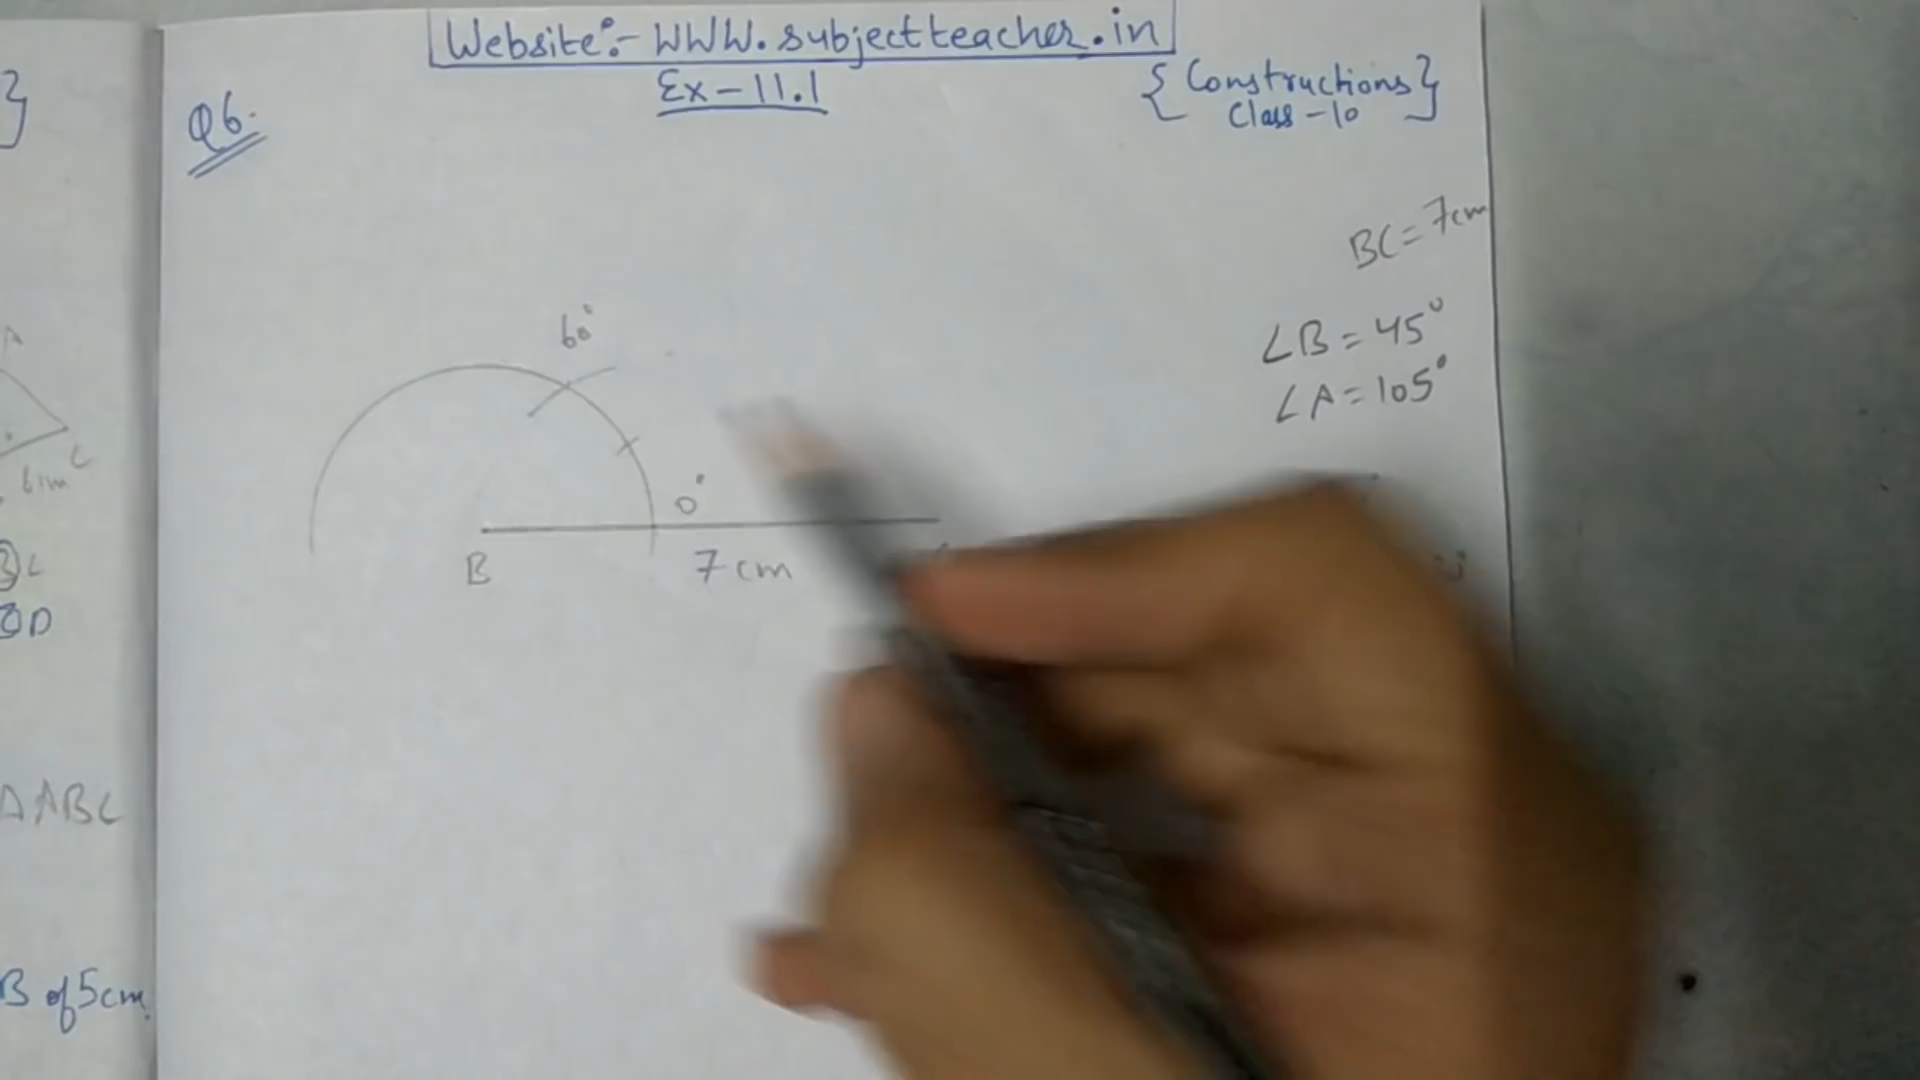 Website:- WWW.subjectteacher.in
Ex-11.1
{Constructions}
Class-10
Q6.
BC=7cm
∠B=45°
∠A=105°
60°
0°
B
7cm
A
C
6cm
ΔABC
B of 5cm.